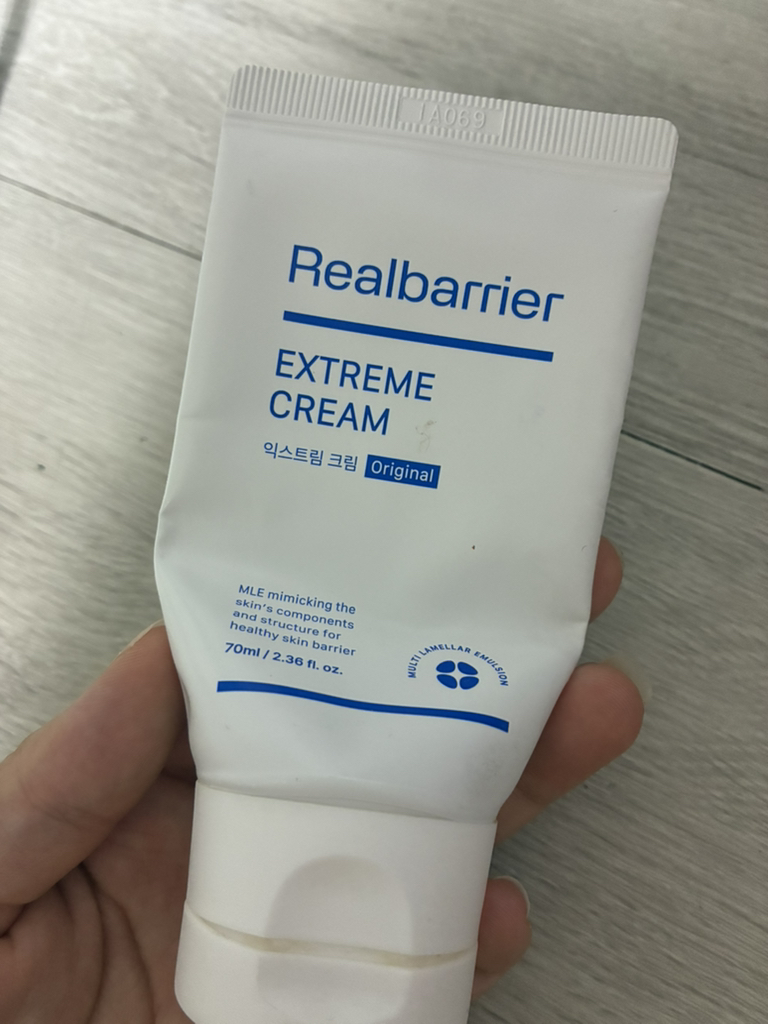 IA069
Realbarrier
EXTREME
CREAM
익스트림 크림 Original
MLE mimicking the
skin's components
and structure for
healthy skin barrier
70ml / 2.36 fl. oz.
MULTI LAMELLAR EMULSION